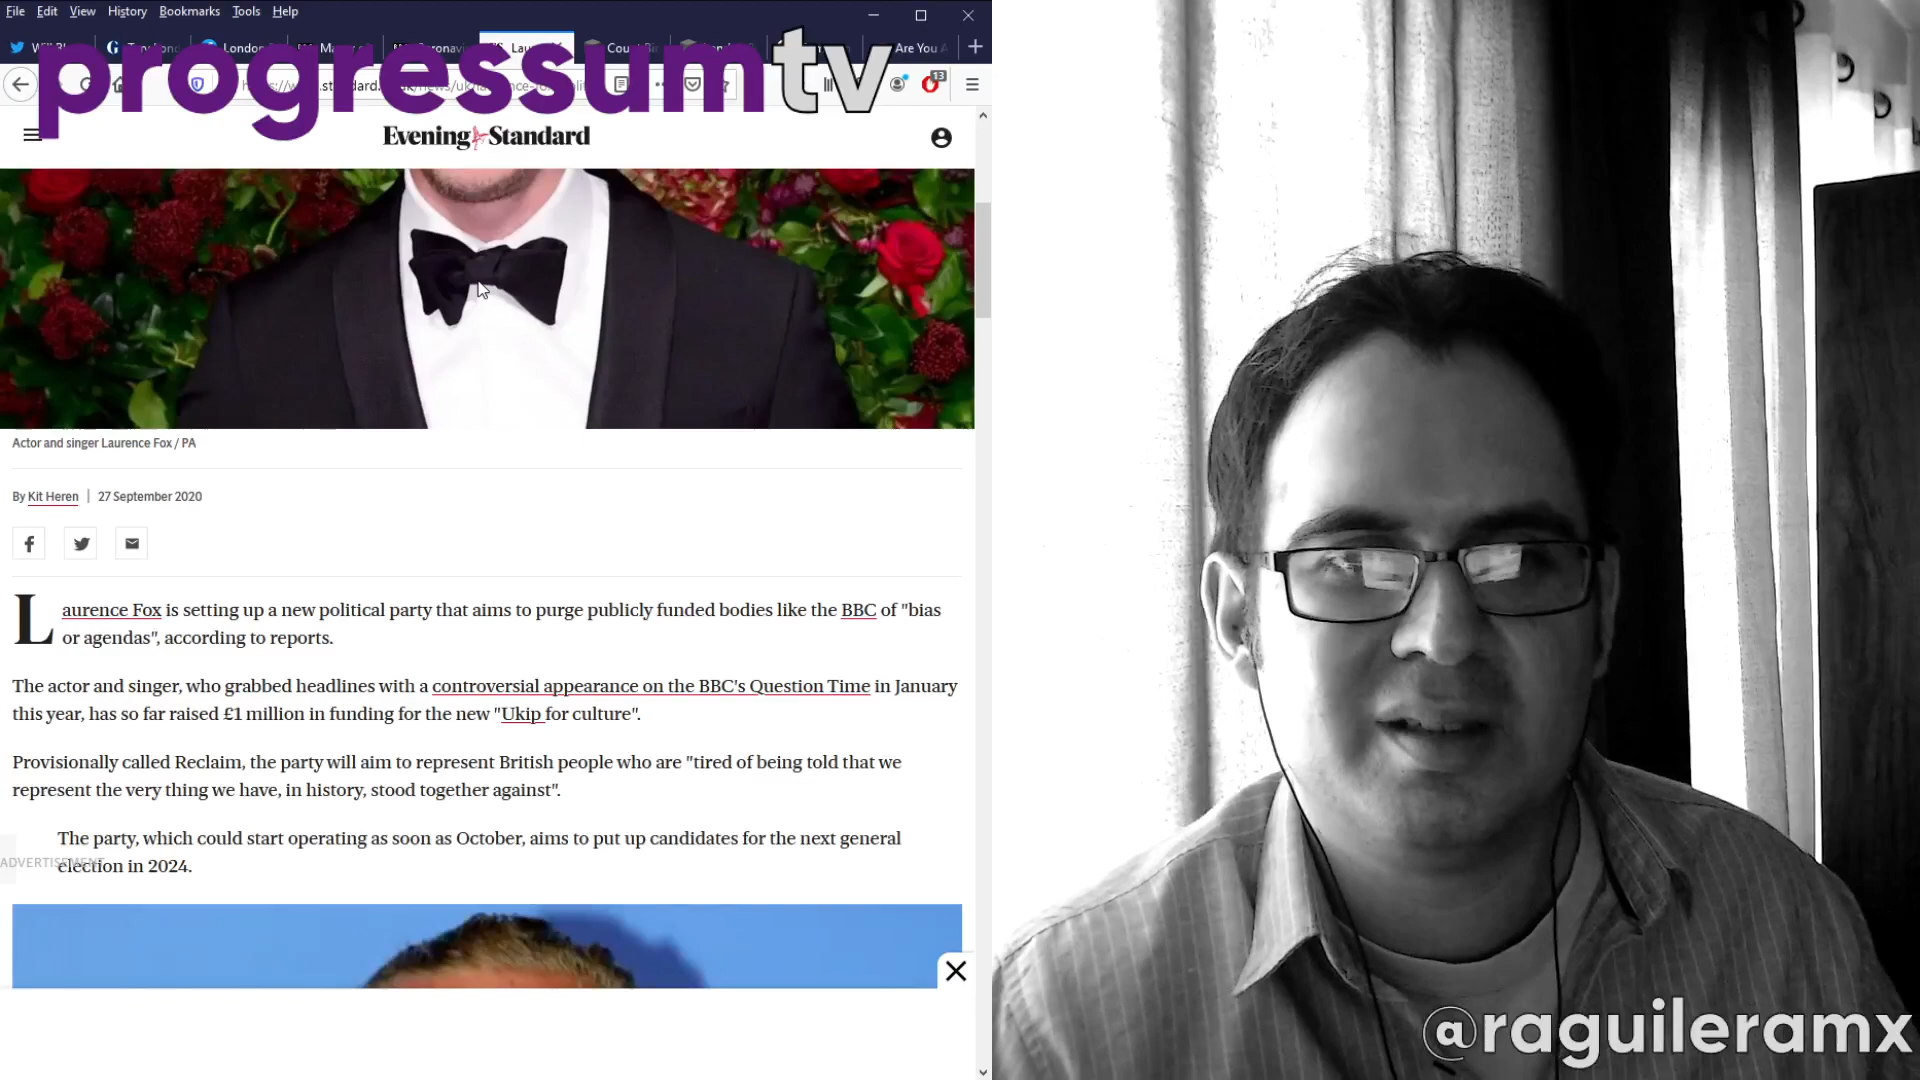 File Edit View History Bookmarks Tools Help
progressumtv
London
Are You A
13
Evening Standard
Actor and singer Laurence Fox / PA
By Kit Heren | 27 September 2020
Laurence Fox is setting up a new political party that aims to purge publicly funded bodies like the BBC of "bias
or agendas", according to reports.
The actor and singer, who grabbed headlines with a controversial appearance on the BBC's Question Time in January
this year, has so far raised £1 million in funding for the new "Ukip for culture".
Provisionally called Reclaim, the party will aim to represent British people who are "tired of being told that we
represent the very thing we have, in history, stood together against".
The party, which could start operating as soon as October, aims to put up candidates for the next general
ADVERTISEMENT
election in 2024.
@raguileramx